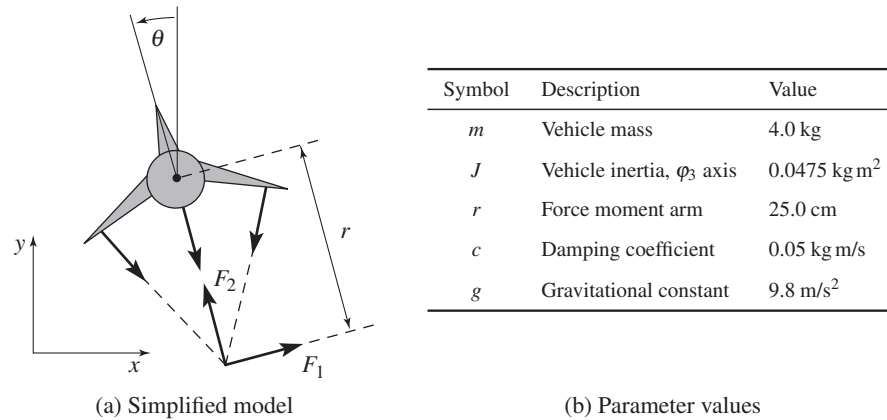 θ
r
y
F₂
x
F₁
(a) Simplified model
Symbol Description Value
m Vehicle mass 4.0 kg
J Vehicle inertia, φ₃ axis 0.0475 kg m²
r Force moment arm 25.0 cm
c Damping coefficient 0.05 kg m/s
g Gravitational constant 9.8 m/s²
(b) Parameter values